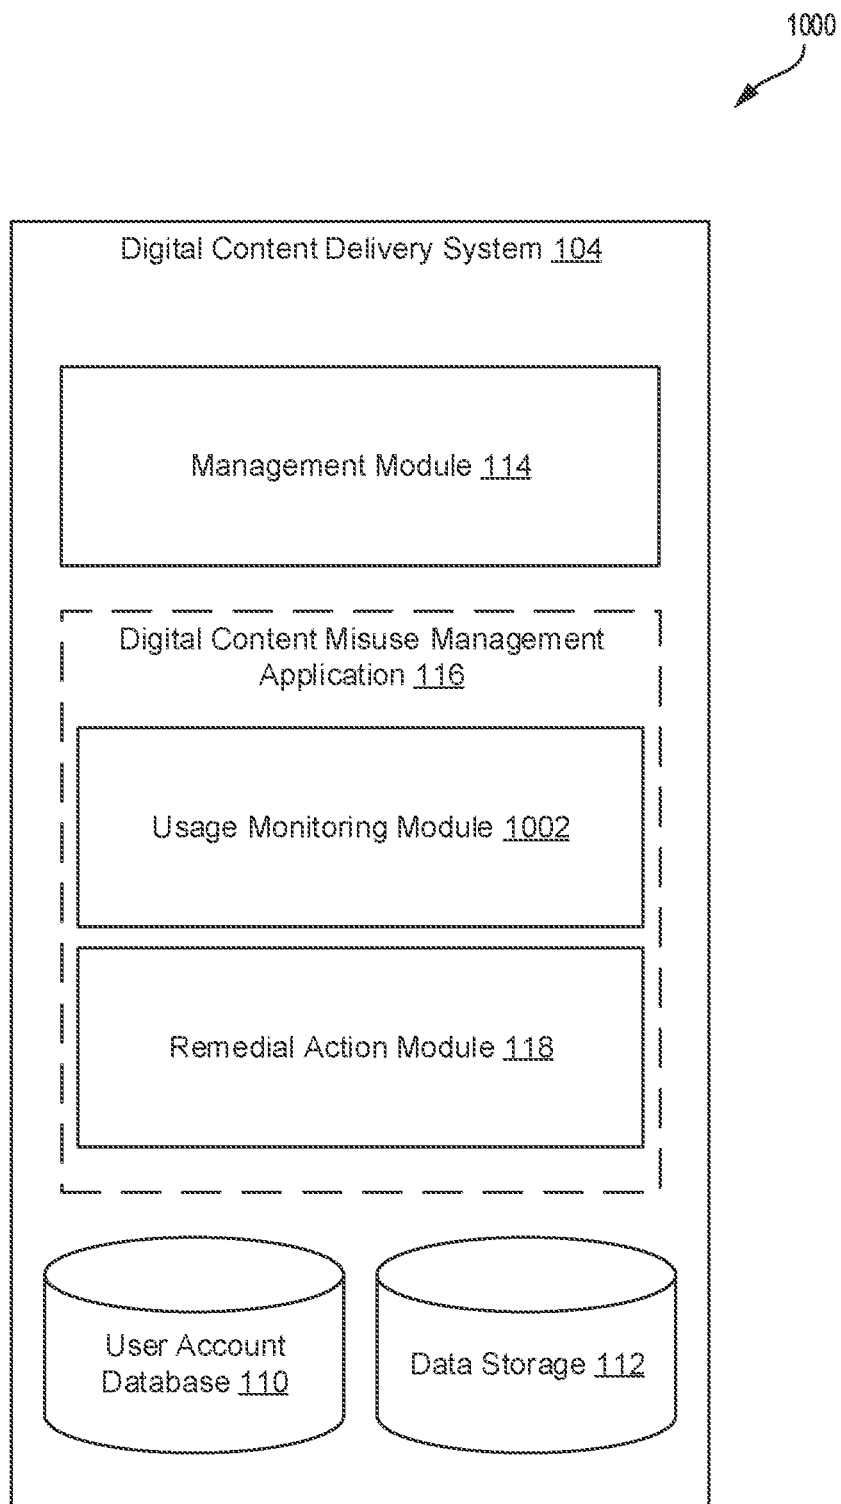 1000
Digital Content Delivery System 104
Management Module 114
Digital Content Misuse Management
Application 116
Usage Monitoring Module 1002
Remedial Action Module 118
User Account
Database 110
Data Storage 112